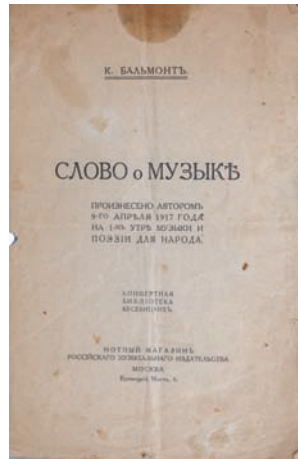 К. БАЛЬМОНТЪ.
СЛОВО о МУЗЫКѢ
ПРОИЗНЕСЕНО АВТОРОМЪ
9-ГО АПРѢЛЯ 1917 ГОДА
НА 1-МЪ УТРѢ МУЗЫКИ И
ПОЭЗІИ ДЛЯ НАРОДА.
КОНЦЕРТНАЯ
БИБЛІОТЕКА
НОТНЫЙ МАГАЗИНЪ
РОССІЙСКАГО МУЗЫКАЛЬНАГО ИЗДАТЕЛЬСТВА
МОСКВА
Кузнецкій Мостъ, 6.